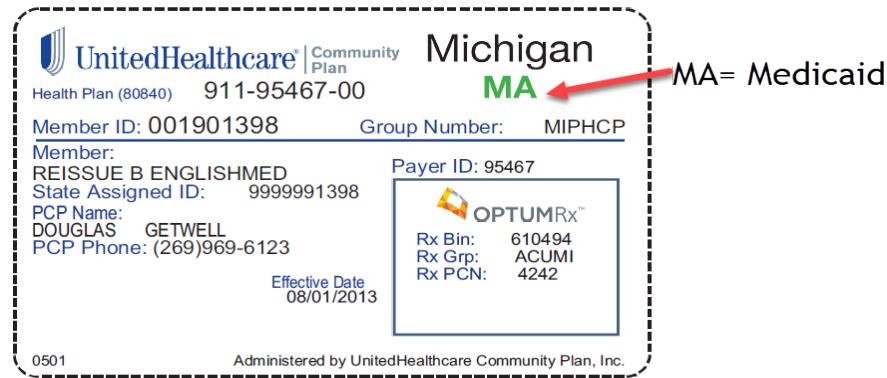 UnitedHealthcare® Community Plan
Michigan
MA
MA= Medicaid
Health Plan (80840) 911-95467-00
Member ID: 001901398 Group Number: MIPHCP
Member:
REISSUE B ENGLISHMED
State Assigned ID: 9999991398
PCP Name:
DOUGLAS GETWELL
PCP Phone: (269)969-6123
Payer ID: 95467
OPTUMRx™
Rx Bin: 610494
Rx Grp: ACUMI
Rx PCN: 4242
Effective Date
08/01/2013
0501 Administered by UnitedHealthcare Community Plan, Inc.